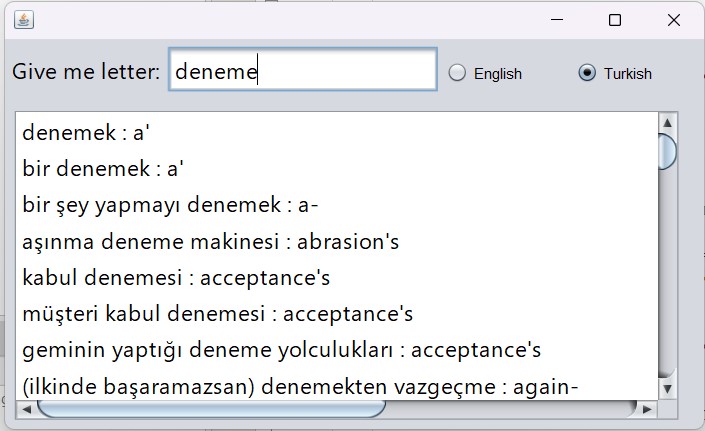 Give me letter: deneme English Turkish
denemek : a'
bir denemek : a'
bir şey yapmayı denemek : a-
aşınma deneme makinesi : abrasion's
kabul denemesi : acceptance's
müşteri kabul denemesi : acceptance's
geminin yaptığı deneme yolculukları : acceptance's
(ilkinde başaramazsan) denemekten vazgeçme : again-